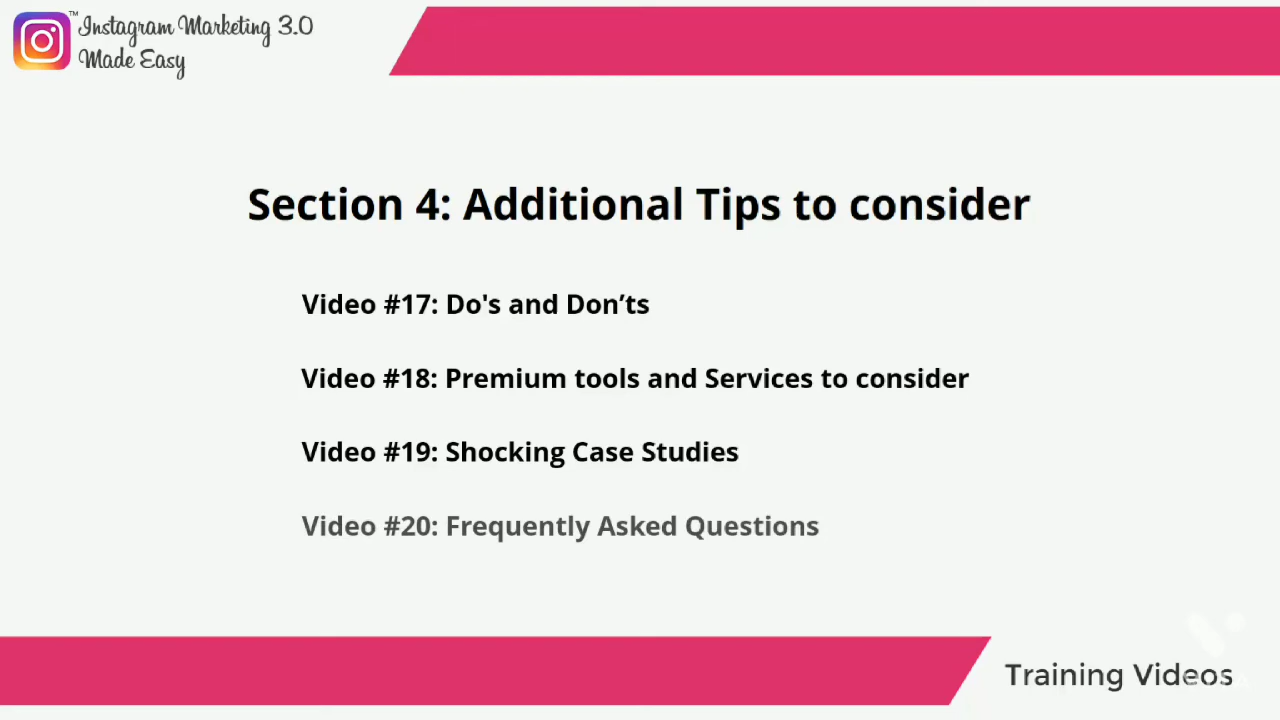 Instagram Marketing 3.0
Made Easy
™
Section 4: Additional Tips to consider
Video #17: Do's and Don’ts
Video #18: Premium tools and Services to consider
Video #19: Shocking Case Studies
Video #20: Frequently Asked Questions
Training Videos